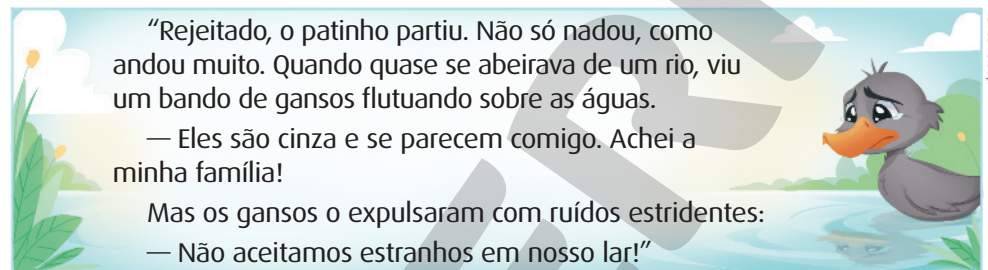 “Rejeitado, o patinho partiu. Não só nadou, como
andou muito. Quando quase se abeirava de um rio, viu
um bando de gansos flutuando sobre as águas.
— Eles são cinza e se parecem comigo. Achei a
minha família!
Mas os gansos o expulsaram com ruídos estridentes:
— Não aceitamos estranhos em nosso lar!”